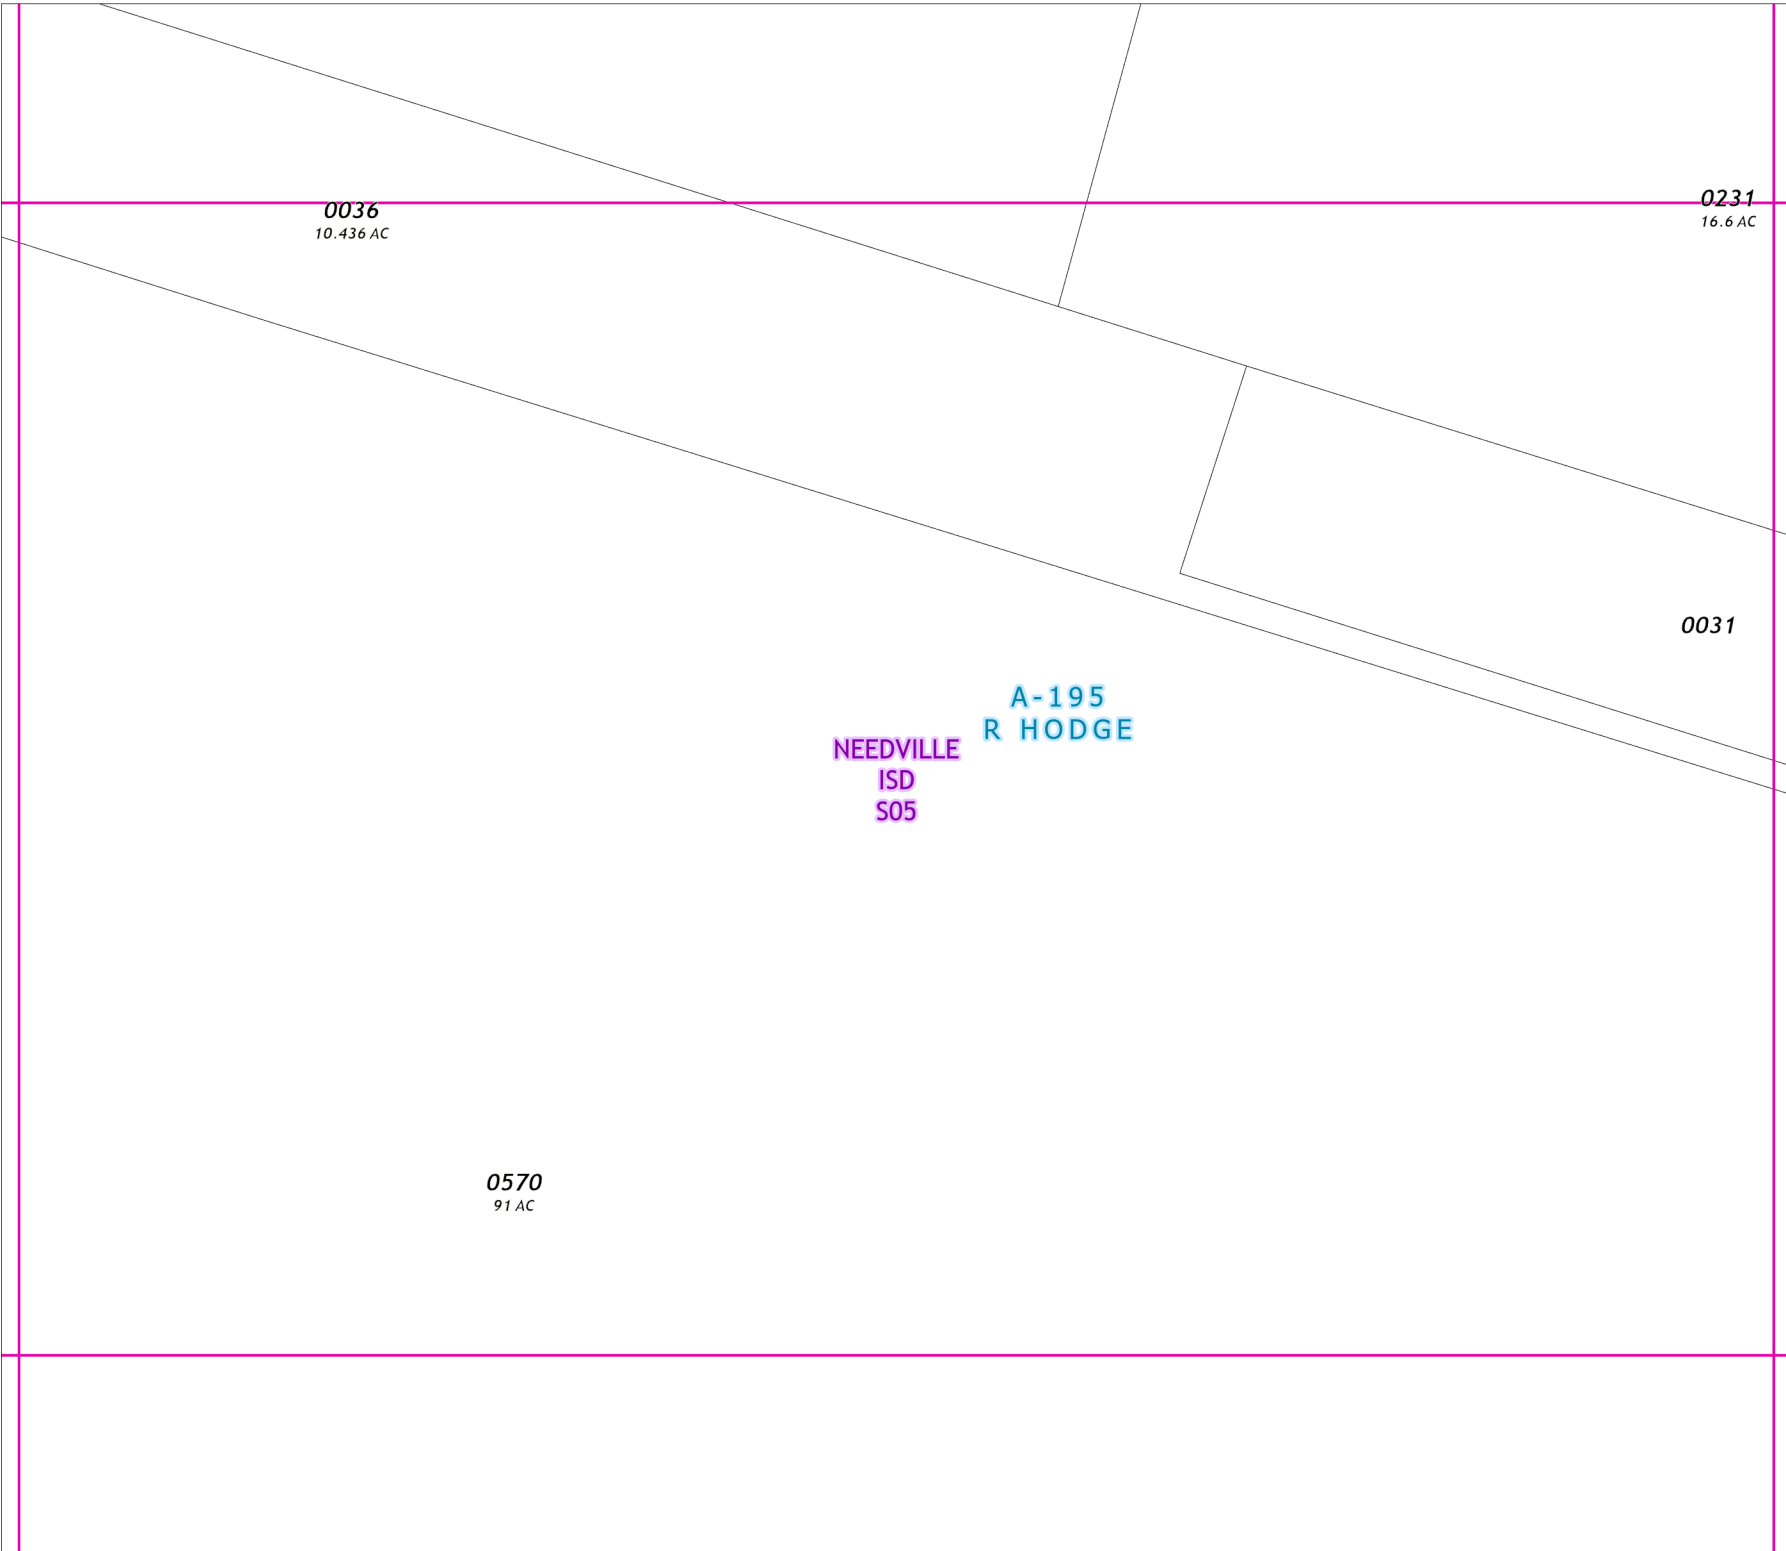 0231
16.6 AC
0036
10.436 AC
0031
A-195
R HODGE
NEEDVILLE
ISD
S05
0570
91 AC